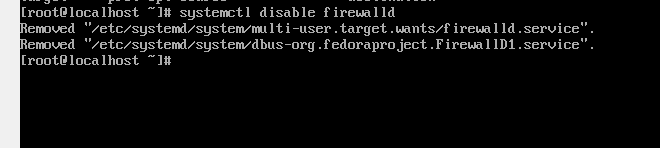 [root@localhost ~]# systemctl disable firewalld
Removed "/etc/systemd/system/multi-user.target.wants/firewalld.service".
Removed "/etc/systemd/system/dbus-org.fedoraproject.FirewallD1.service".
[root@localhost ~]#